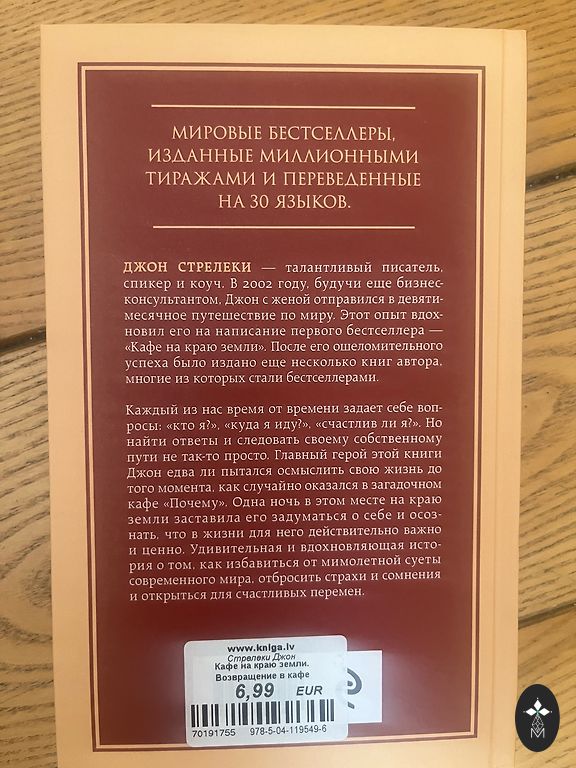 МИРОВЫЕ БЕСТСЕЛЛЕРЫ,
ИЗДАННЫЕ МИЛЛИОННЫМИ
ТИРАЖАМИ И ПЕРЕВЕДЕННЫЕ
НА 30 ЯЗЫКОВ.
ДЖОН СТРЕЛЕКИ — талантливый писатель,
спикер и коуч. В 2002 году, будучи еще бизнес-
консультантом, Джон с женой отправился в девяти-
месячное путешествие по миру. Этот опыт вдох-
новил его на написание первого бестселлера —
«Кафе на краю земли». После его ошеломительного
успеха было издано еще несколько книг автора,
многие из которых стали бестселлерами.
Каждый из нас время от времени задает себе воп-
росы: «кто я?», «куда я иду?», «счастлив ли я?». Но
найти ответы и следовать своему собственному
пути не так-то просто. Главный герой этой книги
Джон едва ли пытался осмыслить свою жизнь до
того момента, как случайно оказался в загадочном
кафе «Почему». Одна ночь в этом месте на краю
земли заставила его задуматься о себе и осоз-
нать, что в жизни для него действительно важно
и ценно. Удивительная и вдохновляющая исто-
рия о том, как избавиться от мимолетной суеты
современного мира, отбросить страхи и сомнения
и открыться для счастливых перемен.
www.kniga.lv
Стрелеки Джон
Кафе на краю земли.
Возвращение в кафе
6,99 EUR
70191755 978-5-04-119549-6
M